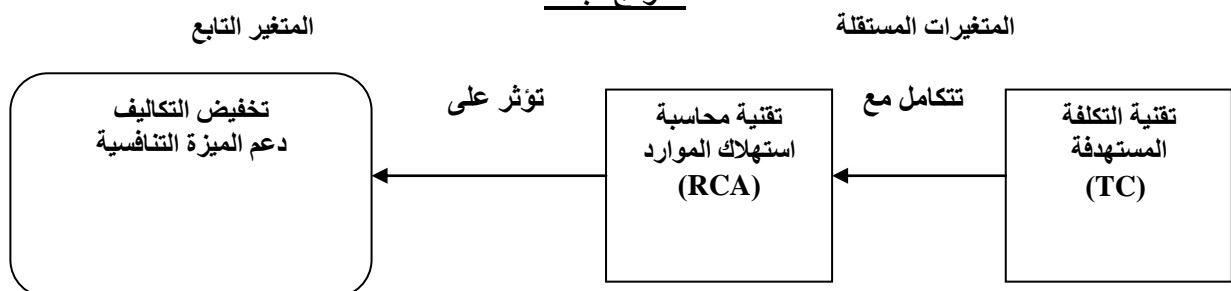 المتغيرات المستقلة
المتغير التابع
تقنية التكلفة
المستهدفة
(TC)
تتكامل مع
تقنية محاسبة
استهلاك الموارد
(RCA)
تؤثر على
تخفيض التكاليف
دعم الميزة التنافسية